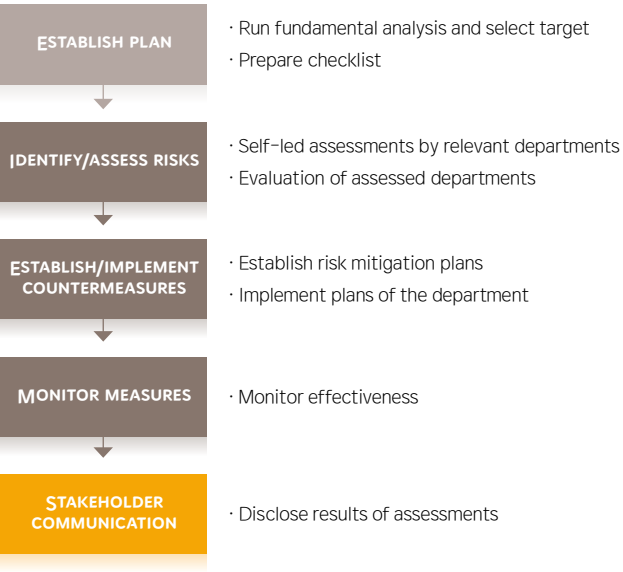 ESTABLISH PLAN
· Run fundamental analysis and select target
· Prepare checklist
IDENTIFY/ASSESS RISKS
· Self-led assessments by relevant departments
· Evaluation of assessed departments
ESTABLISH/IMPLEMENT
COUNTERMEASURES
· Establish risk mitigation plans
· Implement plans of the department
MONITOR MEASURES
· Monitor effectiveness
STAKEHOLDER
COMMUNICATION
· Disclose results of assessments